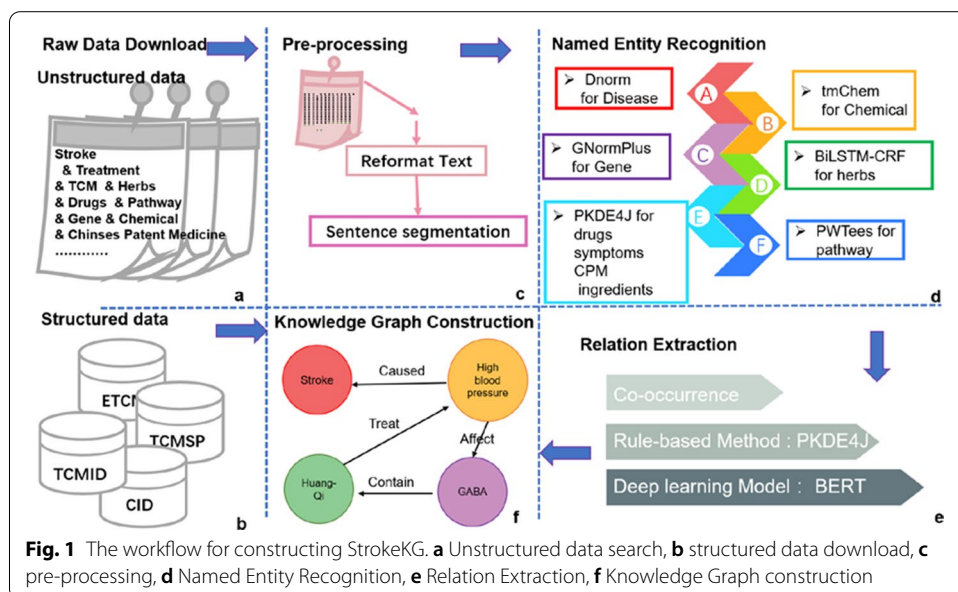 Raw Data Download
Unstructured data
Stroke
& Treatment
& TCM & Herbs
& Drugs & Pathway
& Gene & Chemical
& Chinses Patent Medicine
............
a
Pre-processing
Reformat Text
Sentence segmentation
c
Named Entity Recognition
➢ Dnorm
for Disease
A
➢ tmChem
for Chemical
B
➢ GNormPlus
for Gene
C
BiLSTM-CRF
for herbs
D
➢ PKDE4J for
drugs
symptoms
CPM
ingredients
E
➢ PWTees for
pathway
F
d
Structured data
TCMSP
TCMID
CID
b
Knowledge Graph Construction
Stroke
Caused
High
blood
pressure
Treat
Affect
Huang-
Qi
Contain
GABA
f
Relation Extraction
Co-occurrence
Rule-based Method : PKDE4J
Deep learning Model : BERT
e
Fig. 1 The workflow for constructing StrokeKG. a Unstructured data search, b structured data download, c
pre-processing, d Named Entity Recognition, e Relation Extraction, f Knowledge Graph construction